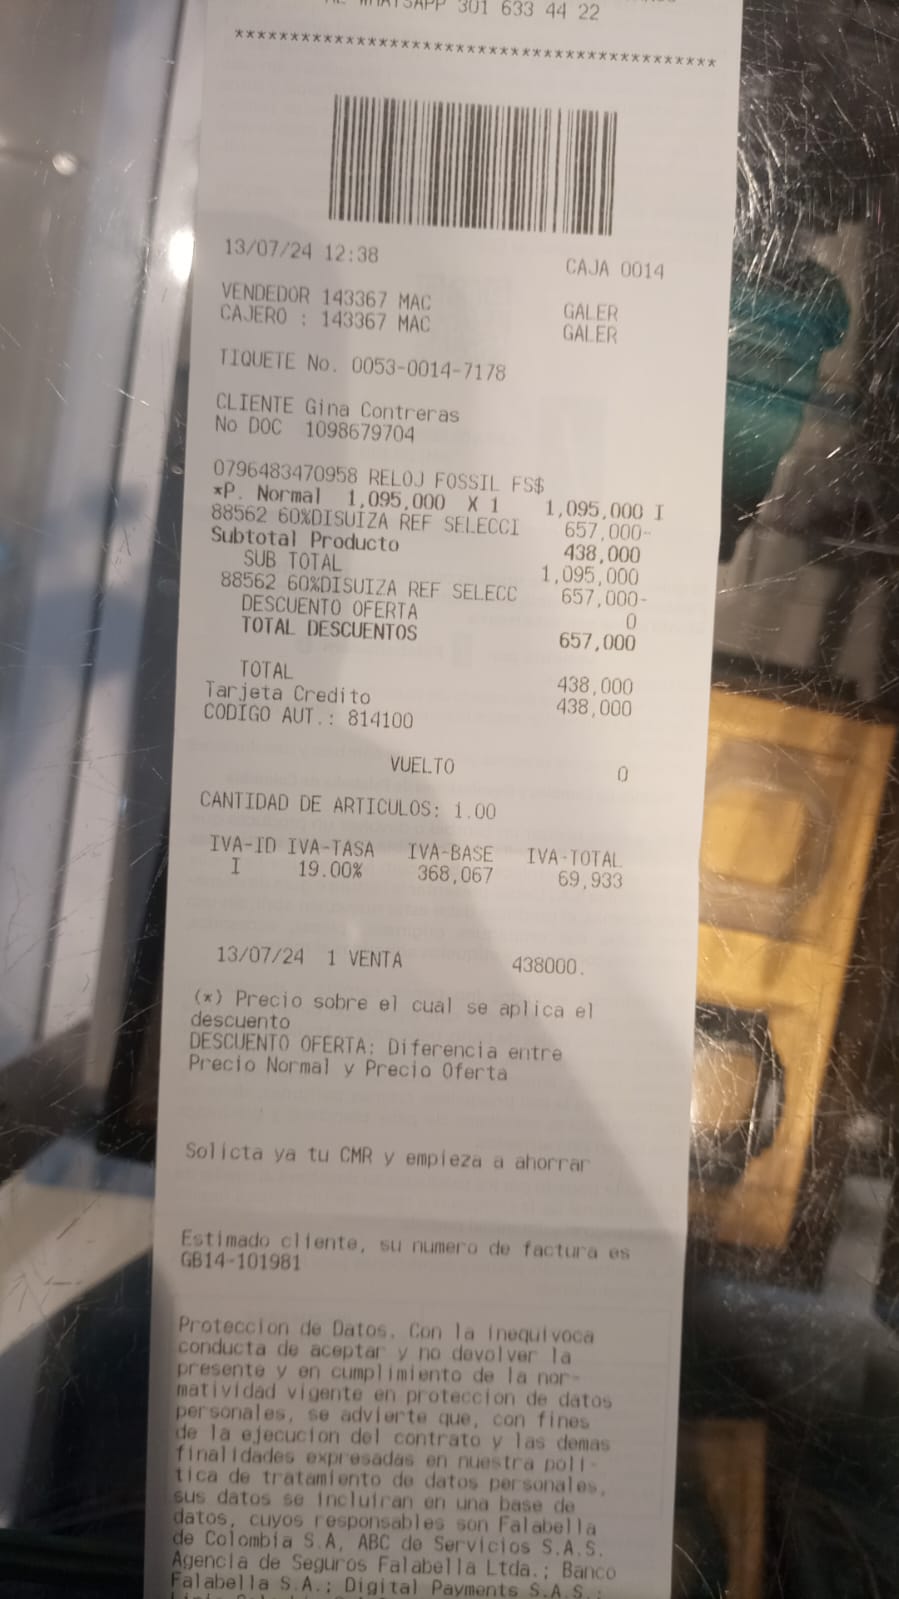 WHATSAPP 301 633 44 22
******************************************
13/07/24 12:38 CAJA 0014
VENDEDOR 143367 MAC GALER
CAJERO : 143367 MAC GALER
TIQUETE No. 0053-0014-7178
CLIENTE Gina Contreras
No DOC 1098679704
0796483470958 RELOJ FOSSIL FS$
*P. Normal 1,095,000 X 1 1,095,000 I
88562 60%DISUIZA REF SELECCI 657,000-
Subtotal Producto 438,000
SUB TOTAL 1,095,000
88562 60%DISUIZA REF SELECC 657,000-
DESCUENTO OFERTA 0
TOTAL DESCUENTOS 657,000
TOTAL 438,000
Tarjeta Credito 438,000
CODIGO AUT.: 814100
VUELTO 0
CANTIDAD DE ARTICULOS: 1.00
IVA-ID IVA-TASA IVA-BASE IVA-TOTAL
I 19.00% 368,067 69,933
13/07/24 1 VENTA 438000.
(*) Precio sobre el cual se aplica el
descuento
DESCUENTO OFERTA: Diferencia entre
Precio Normal y Precio Oferta
Solicta ya tu CMR y empieza a ahorrar
Estimado cliente, su numero de factura es
GB14-101981
Proteccion de Datos. Con la inequivoca
conducta de aceptar y no devolver la
presente y en cumplimiento de la nor-
matividad vigente en proteccion de datos
personales, se advierte que, con fines
de la ejecucion del contrato y las demas
finalidades expresadas en nuestra poli-
tica de tratamiento de datos personales,
sus datos se incluiran en una base de
datos, cuyos responsables son Falabella
de Colombia S.A, ABC de Servicios S.A.S.
Agencia de Seguros Falabella Ltda.; Banco
Falabella S.A.; Digital Payments S.A.S.;